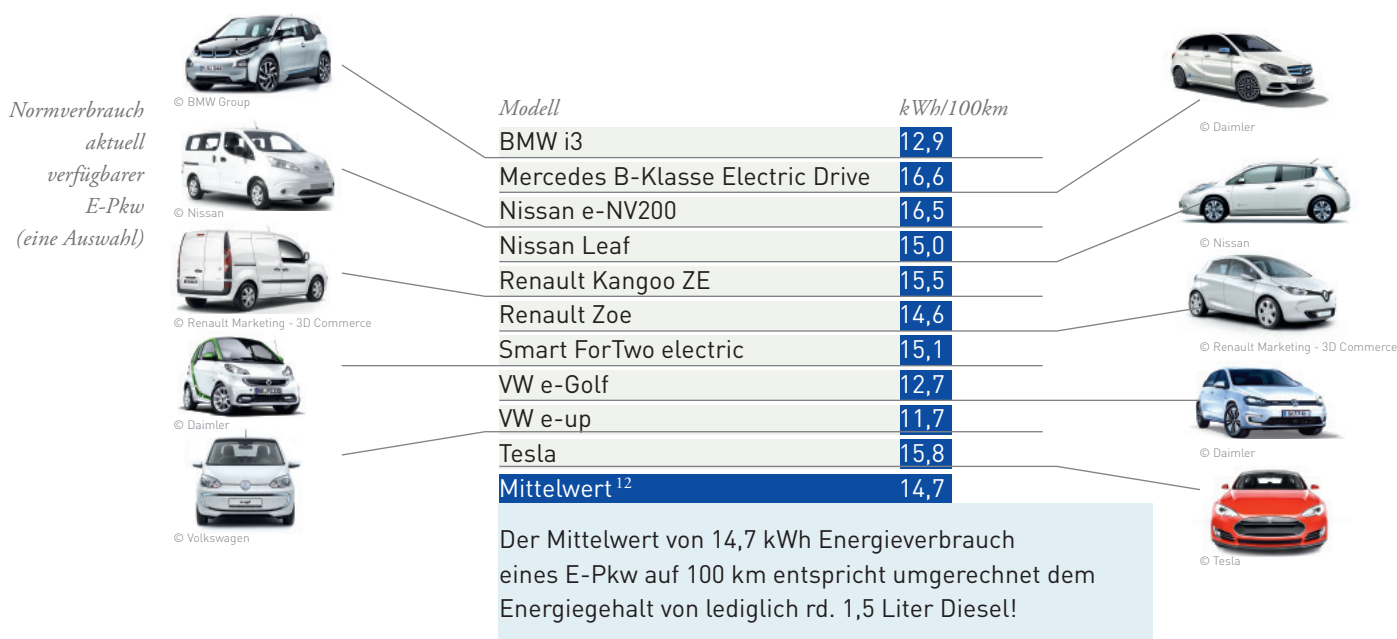 Normverbrauch
aktuell
verfügbarer
E-Pkw
(eine Auswahl)
© BMW Group
© Nissan
© Renault Marketing - 3D Commerce
© Daimler
© Volkswagen
Modell kWh/100km
BMW i3 12,9
Mercedes B-Klasse Electric Drive 16,6
Nissan e-NV200 16,5
Nissan Leaf 15,0
Renault Kangoo ZE 15,5
Renault Zoe 14,6
Smart ForTwo electric 15,1
VW e-Golf 12,7
VW e-up 11,7
Tesla 15,8
Mittelwert 12 14,7
Der Mittelwert von 14,7 kWh Energieverbrauch
eines E-Pkw auf 100 km entspricht umgerechnet dem
Energiegehalt von lediglich rd. 1,5 Liter Diesel!
© Daimler
© Nissan
© Renault Marketing - 3D Commerce
© Daimler
© Tesla